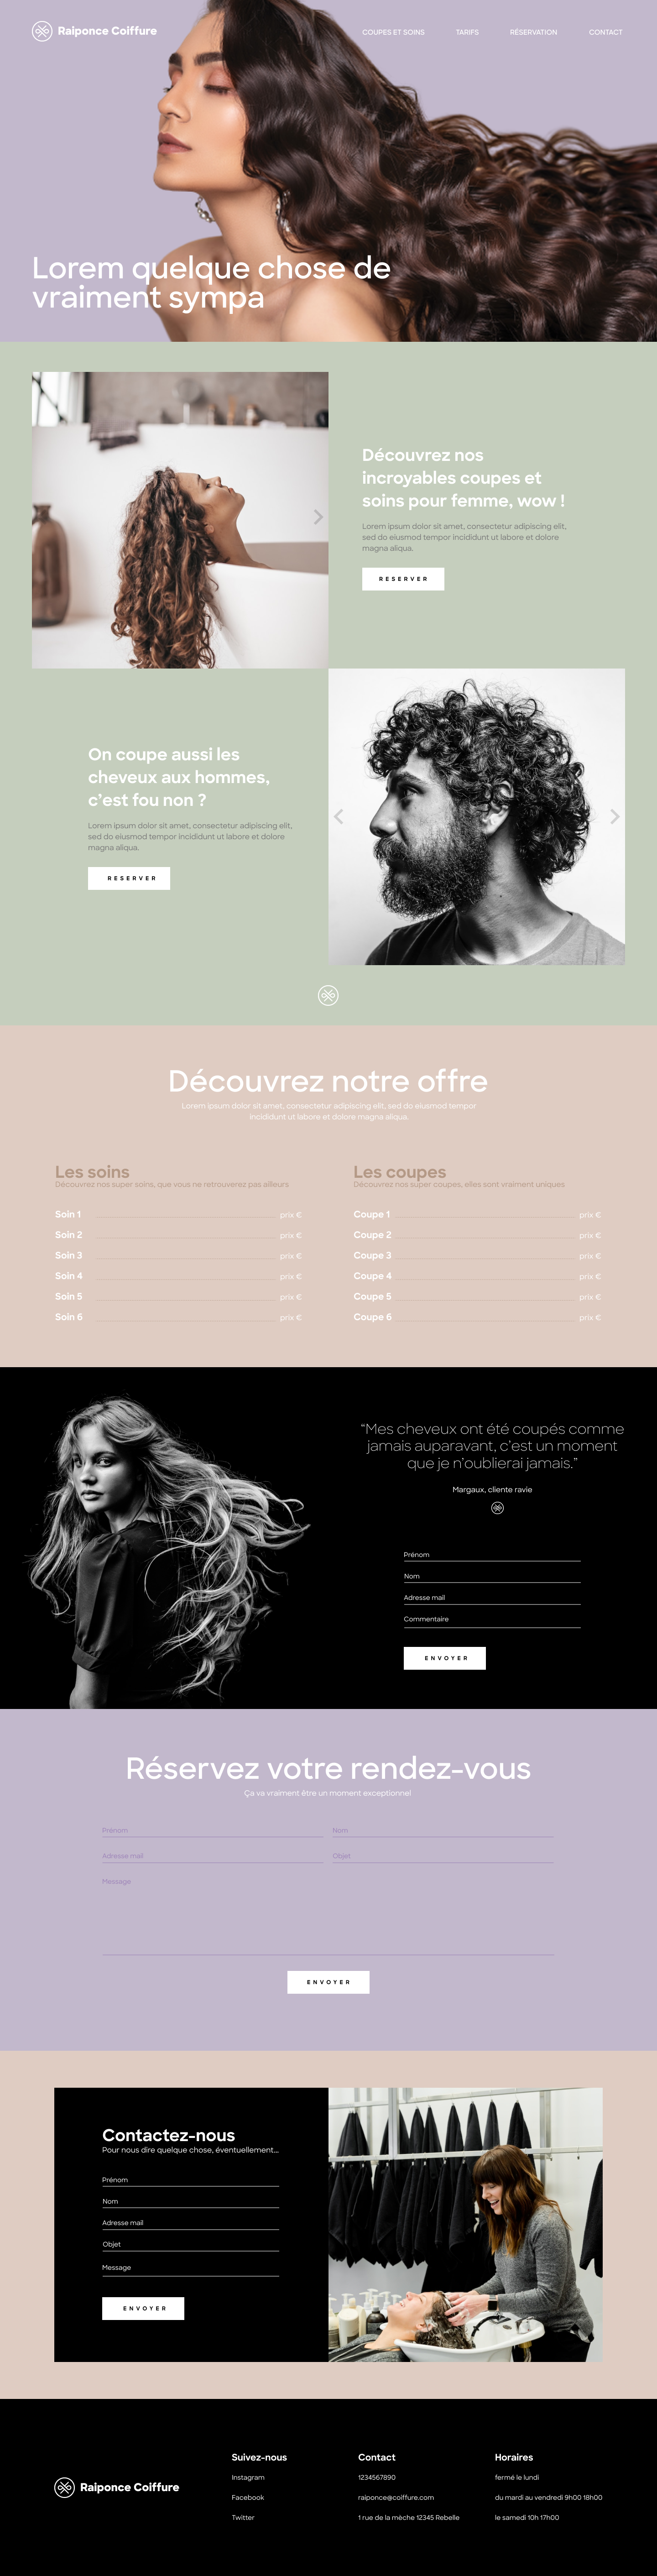 Raiponce Coiffure
COUPES ET SOINS
TARIFS
RÉSERVATION
CONTACT
Lorem quelque chose de
vraiment sympa
Découvrez nos
incroyables coupes et
soins pour femme, wow !
Lorem ipsum dolor sit amet, consectetur adipiscing elit,
sed do eiusmod tempor incididunt ut labore et dolore
magna aliqua.
RESERVER
On coupe aussi les
cheveux aux hommes,
c'est fou non ?
Lorem ipsum dolor sit amet, consectetur adipiscing elit,
sed do eiusmod tempor incididunt ut labore et dolore
magna aliqua.
RESERVER
Découvrez notre offre
Lorem ipsum dolor sit amet, consectetur adipiscing elit, sed do eiusmod tempor
incididunt ut labore et dolore magna aliqua.
Les soins
Découvrez nos super soins, que vous ne retrouverez pas ailleurs
Soin 1 prix €
Soin 2 prix €
Soin 3 prix €
Soin 4 prix €
Soin 5 prix €
Soin 6 prix €
Les coupes
Découvrez nos super coupes, elles sont vraiment uniques
Coupe 1 prix €
Coupe 2 prix €
Coupe 3 prix €
Coupe 4 prix €
Coupe 5 prix €
Coupe 6 prix €
“Mes cheveux ont été coupés comme
jamais auparavant, c'est un moment
que je n'oublierai jamais.”
Margaux, cliente ravie
Prénom
Nom
Adresse mail
Commentaire
ENVOYER
Réservez votre rendez-vous
Ça va vraiment être un moment exceptionnel
Prénom
Nom
Adresse mail
Objet
Message
ENVOYER
Contactez-nous
Pour nous dire quelque chose, éventuellement...
Prénom
Nom
Adresse mail
Objet
Message
ENVOYER
Raiponce Coiffure
Suivez-nous
Instagram
Facebook
Twitter
Contact
1234567890
raiponce@coiffure.com
1 rue de la mèche 12345 Rebelle
Horaires
fermé le lundi
du mardi au vendredi 9h00 18h00
le samedi 10h 17h00